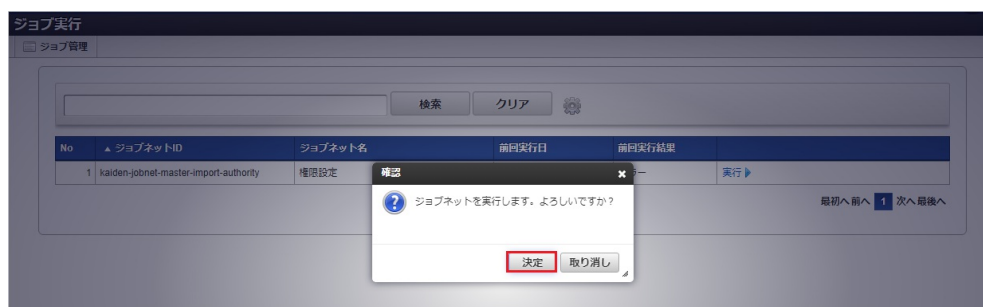 ジョブ実行
ジョブ管理
検索 クリア
No ▲ ジョブネットID ジョブネット名 前回実行日 前回実行結果
1 kaiden-jobnet-master-import-authority 権限設定 ー 実行
確認 ×
ジョブネットを実行します。よろしいですか?
最初へ 前へ 1 次へ 最後へ
決定 取り消し